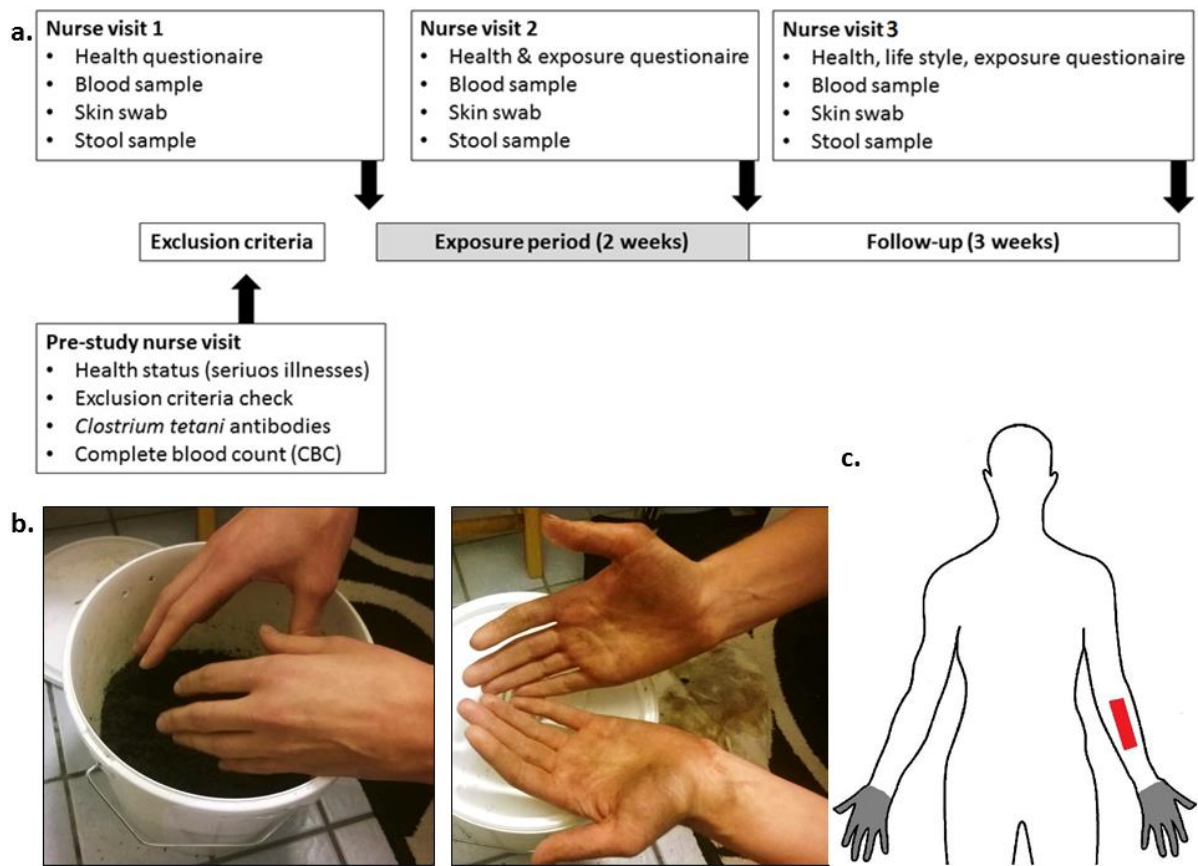 a.
Nurse visit 1
• Health questionaire
• Blood sample
• Skin swab
• Stool sample
Nurse visit 2
• Health & exposure questionaire
• Blood sample
• Skin swab
• Stool sample
Nurse visit 3
• Health, life style, exposure questionaire
• Blood sample
• Skin swab
• Stool sample
Exclusion criteria
Exposure period (2 weeks)
Follow-up (3 weeks)
Pre-study nurse visit
• Health status (seriuos illnesses)
• Exclusion criteria check
• Clostrium tetani antibodies
• Complete blood count (CBC)
b.
c.